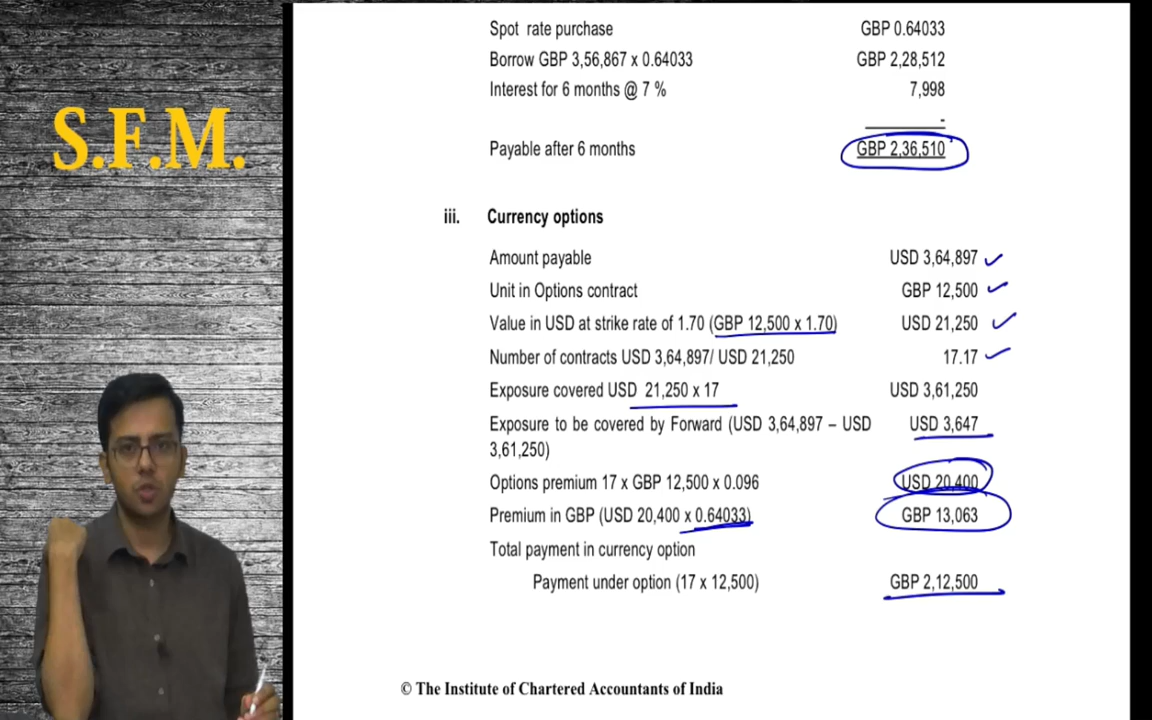 S.F.M.
Spot rate purchase GBP 0.64033
Borrow GBP 3,56,867 x 0.64033 GBP 2,28,512
Interest for 6 months @ 7 % 7,998
-
Payable after 6 months GBP 2,36,510
iii. Currency options
Amount payable USD 3,64,897
Unit in Options contract GBP 12,500
Value in USD at strike rate of 1.70 (GBP 12,500 x 1.70) USD 21,250
Number of contracts USD 3,64,897/ USD 21,250 17.17
Exposure covered USD 21,250 x 17 USD 3,61,250
Exposure to be covered by Forward (USD 3,64,897 – USD USD 3,647
3,61,250)
Options premium 17 x GBP 12,500 x 0.096 USD 20,400
Premium in GBP (USD 20,400 x 0.64033) GBP 13,063
Total payment in currency option
Payment under option (17 x 12,500) GBP 2,12,500
© The Institute of Chartered Accountants of India